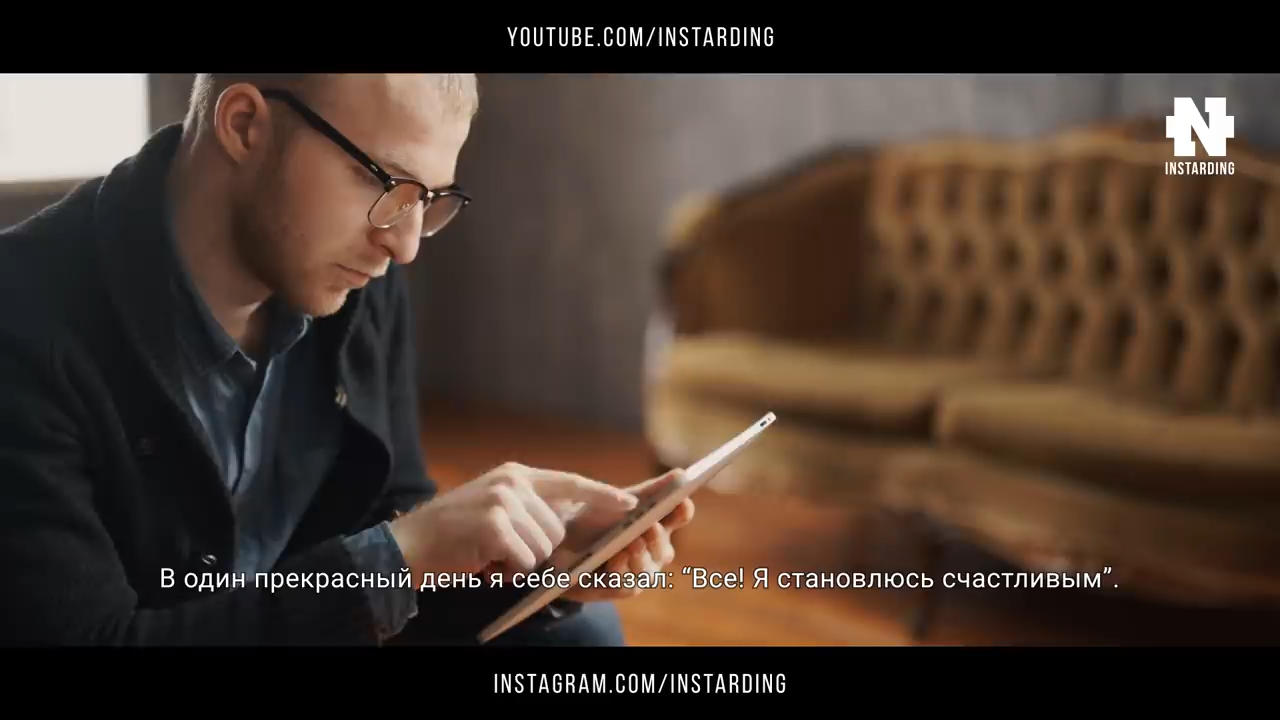 YOUTUBE.COM/INSTARDING
N
INSTARDING
В один прекрасный день я себе сказал: “Все! Я становлюсь счастливым”.
INSTAGRAM.COM/INSTARDING